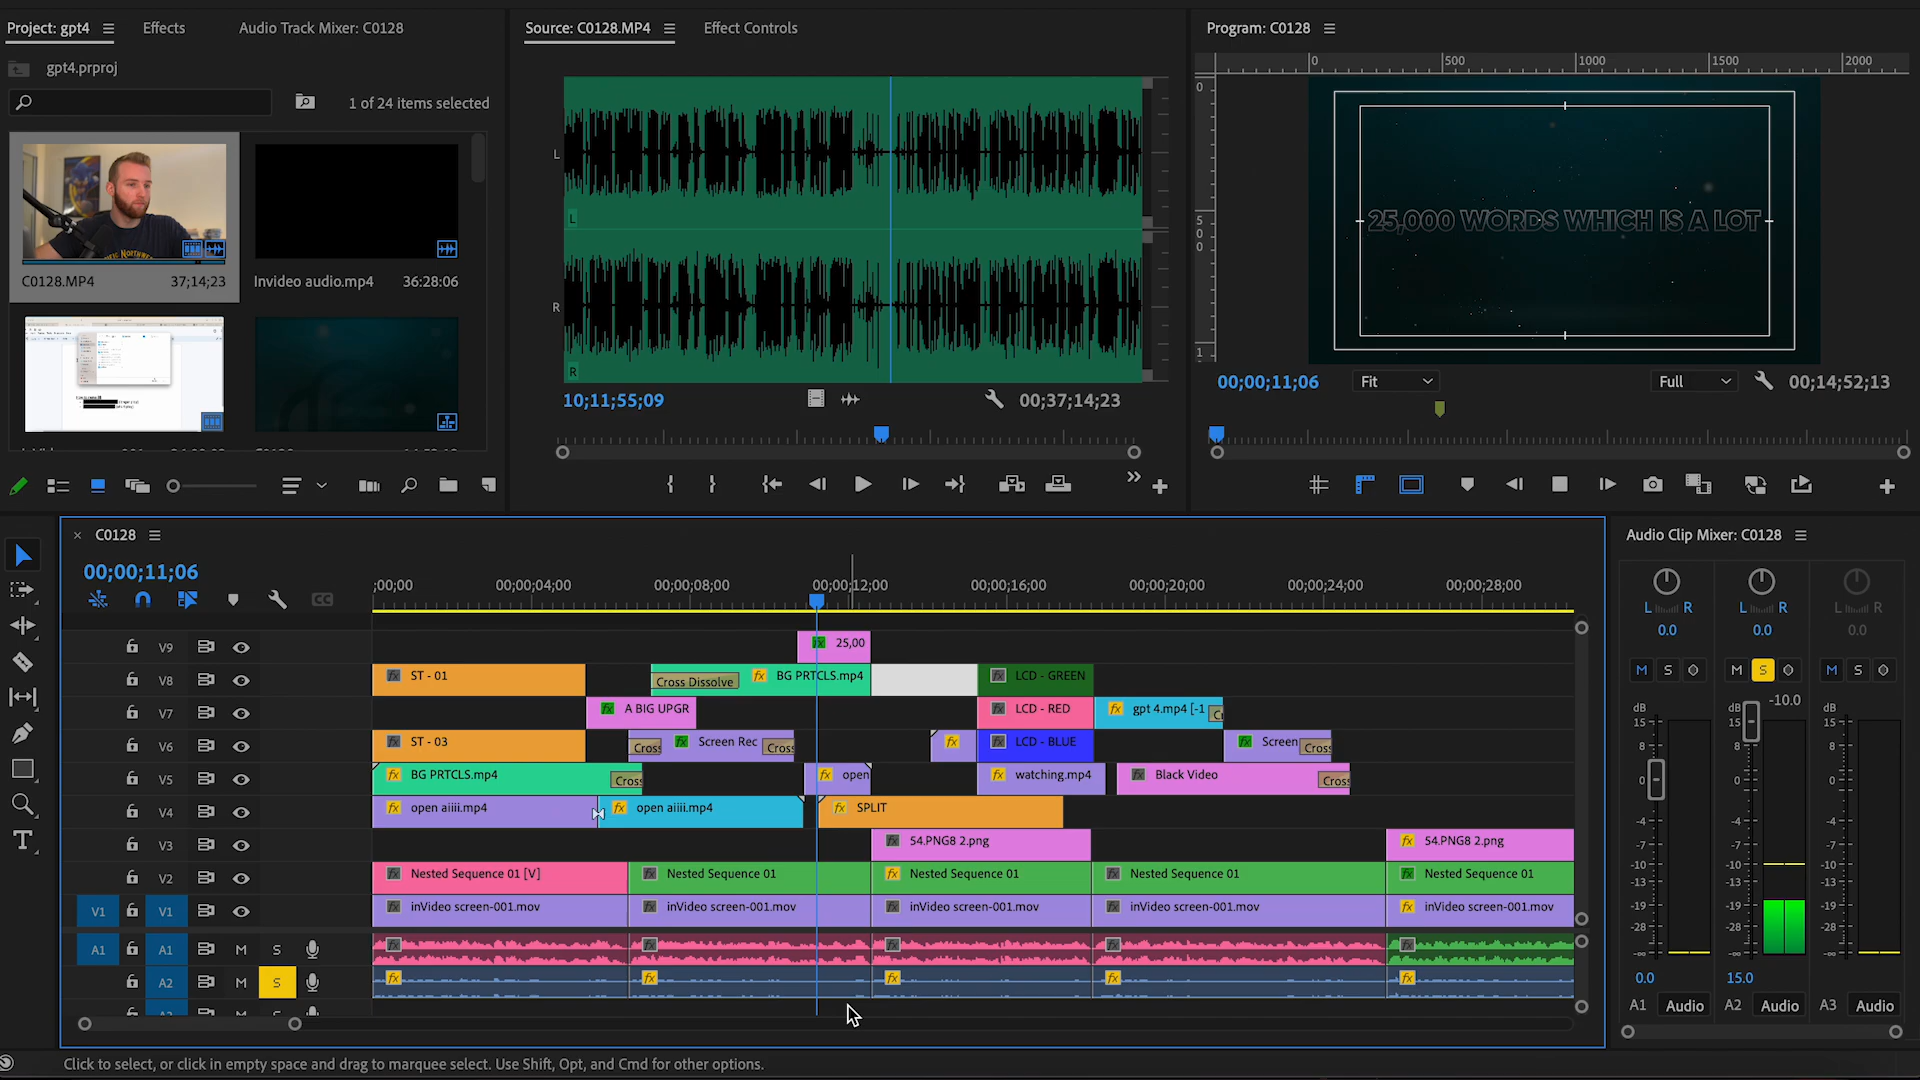 Project: gpt4
Effects
Audio Track Mixer: C0128
Source: C0128.MP4
Effect Controls
Program: C0128
gpt4.prproj
1 of 24 items selected
C0128.MP4
37;14;23
Invideo audio.mp4
36:28:06
L
L
R
R
10;11;55;09
00;37;14;23
0
500
1000
1500
2000
0
500
1
25,000 WORDS WHICH IS A LOT
00;00;11;06
Fit
Full
00;14;52;13
C0128
00;00;11;06
;00;00
00;00;04;00
00;00;08;00
00;00;12;00
00;00;16;00
00;00;20;00
00;00;24;00
00;00;28;00
V9
25,00
V8
ST - 01
Cross Dissolve
BG PRTCLS.mp4
LCD - GREEN
V7
A BIG UPGR
LCD - RED
gpt 4.mp4 [-1
V6
ST - 03
Cross
Screen Rec
Cross
LCD - BLUE
Screen
Cross
V5
BG PRTCLS.mp4
Cross
open
watching.mp4
Black Video
Cross
V4
open aiiii.mp4
open aiiii.mp4
SPLIT
V3
54.PNG8 2.png
54.PNG8 2.png
V2
Nested Sequence 01 [V]
Nested Sequence 01
Nested Sequence 01
Nested Sequence 01
Nested Sequence 01
V1
V1
inVideo screen-001.mov
inVideo screen-001.mov
inVideo screen-001.mov
inVideo screen-001.mov
inVideo screen-001.mov
A1
A1
M
S
A2
M
S
Audio Clip Mixer: C0128
L R
L R
L R
0.0
0.0
0.0
M S
M S
M S
-10.0
dB
dB
dB
15
15
15
8
8
8
0
0
0
-4
-4
-4
-7
-7
-7
-10
-10
-10
-13
-13
-13
-19
-19
-19
-28
-28
-28
-∞
-∞
-∞
0.0
15.0
A1 Audio
A2 Audio
A3 Audio
Click to select, or click in empty space and drag to marquee select. Use Shift, Opt, and Cmd for other options.